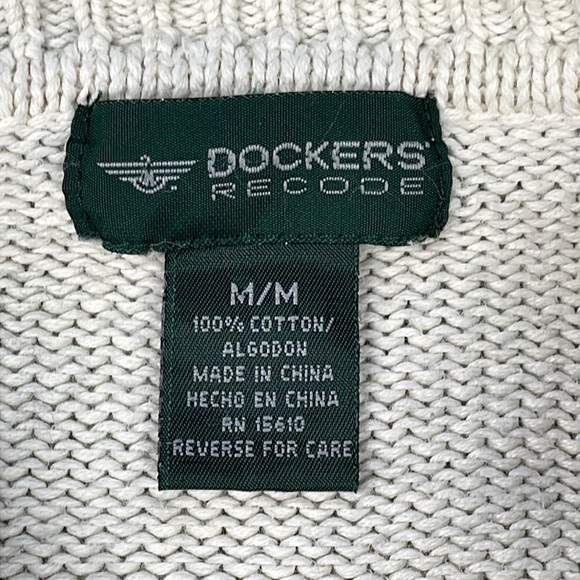 DOCKERS
RECODE
M/M
100% COTTON/
ALGODON
MADE IN CHINA
HECHO EN CHINA
RN 15610
REVERSE FOR CARE